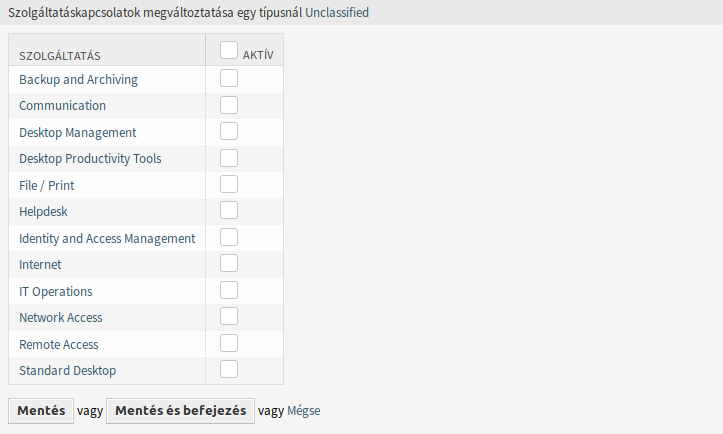 Szolgáltatáskapcsolatok megváltoztatása egy típusnál Unclassified
SZOLGÁLTATÁS AKTÍV
Backup and Archiving
Communication
Desktop Management
Desktop Productivity Tools
File / Print
Helpdesk
Identity and Access Management
Internet
IT Operations
Network Access
Remote Access
Standard Desktop
Mentés vagy Mentés és befejezés vagy Mégse